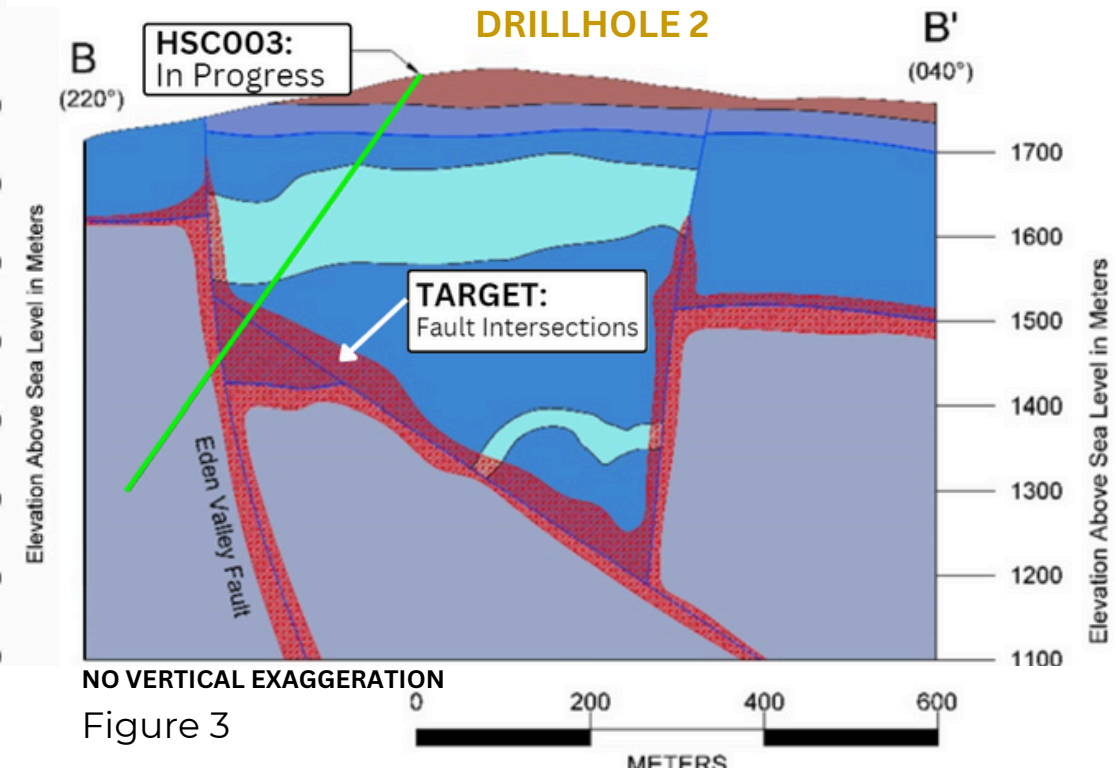 DRILLHOLE 2
B
(220°)
HSC003:
In Progress
B'
(040°)
1700
1600
1500
1400
1300
1200
1100
Elevation Above Sea Level in Meters
Elevation Above Sea Level in Meters
TARGET:
Fault Intersections
Eden Valley Fault
NO VERTICAL EXAGGERATION
Figure 3
0 200 400 600
METERS